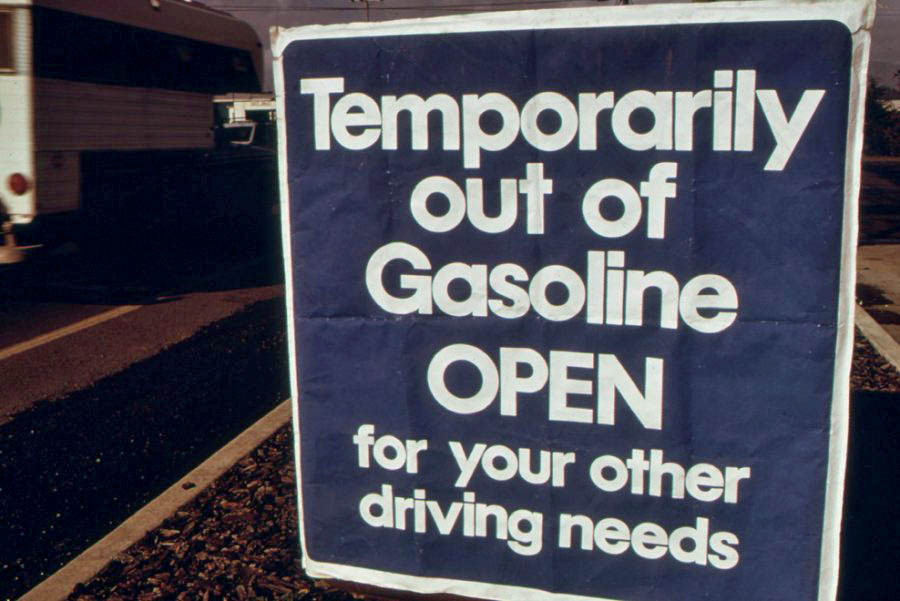 Temporarily
out of
Gasoline
OPEN
for your other
driving needs